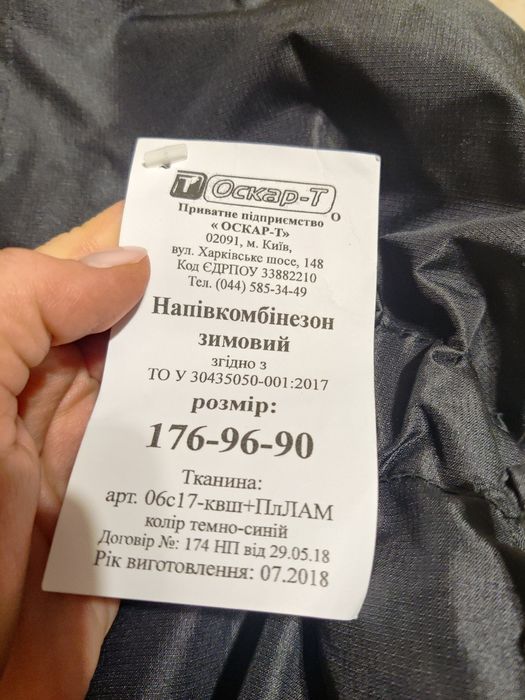 Т Оскар-Т
Приватне підприємство О
« ОСКАР-Т»
02091, м. Київ,
вул. Харківське шосе, 148
Код ЄДРПОУ 33882210
Тел. (044) 585-34-49
Напівкомбінезон
зимовий
згідно з
ТО У 30435050-001:2017
розмір:
176-96-90
Тканина:
арт. 06с17-квш+ПлЛАМ
колір темно-синій
Договір №: 174 НП від 29.05.18
Рік виготовлення: 07.2018